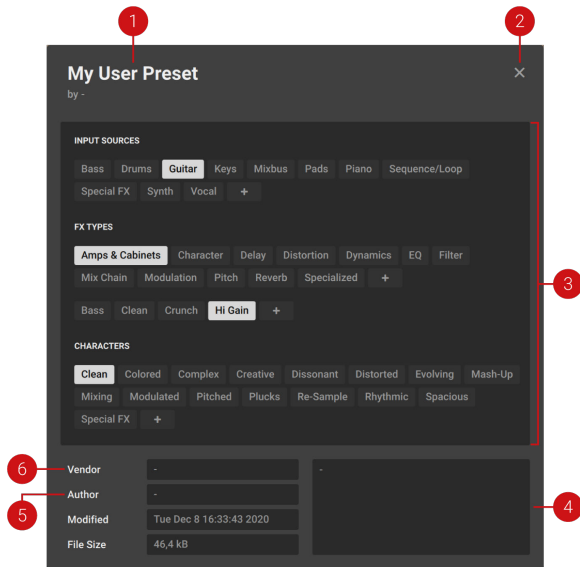 1
2
My User Preset
×
by -
INPUT SOURCES
Bass Drums Guitar Keys Mixbus Pads Piano Sequence/Loop
Special FX Synth Vocal +
FX TYPES
Amps & Cabinets Character Delay Distortion Dynamics EQ Filter
3
Mix Chain Modulation Pitch Reverb Specialized +
Bass Clean Crunch Hi Gain +
CHARACTERS
Clean Colored Complex Creative Dissonant Distorted Evolving Mash-Up
Mixing Modulated Pitched Plucks Re-Sample Rhythmic Spacious
Special FX +
6 Vendor - -
5 Author -
4
Modified Tue Dec 8 16:33:43 2020
File Size 46,4 kB